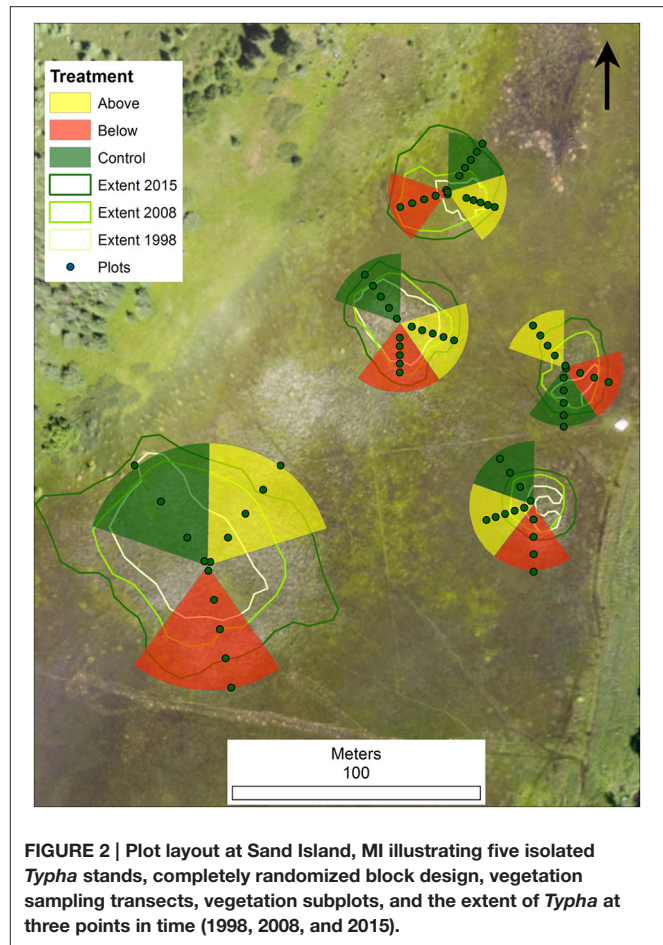 Treatment
Above
Below
Control
Extent 2015
Extent 2008
Extent 1998
Plots
Meters
100
FIGURE 2 | Plot layout at Sand Island, MI illustrating five isolated
Typha stands, completely randomized block design, vegetation
sampling transects, vegetation subplots, and the extent of Typha at
three points in time (1998, 2008, and 2015).